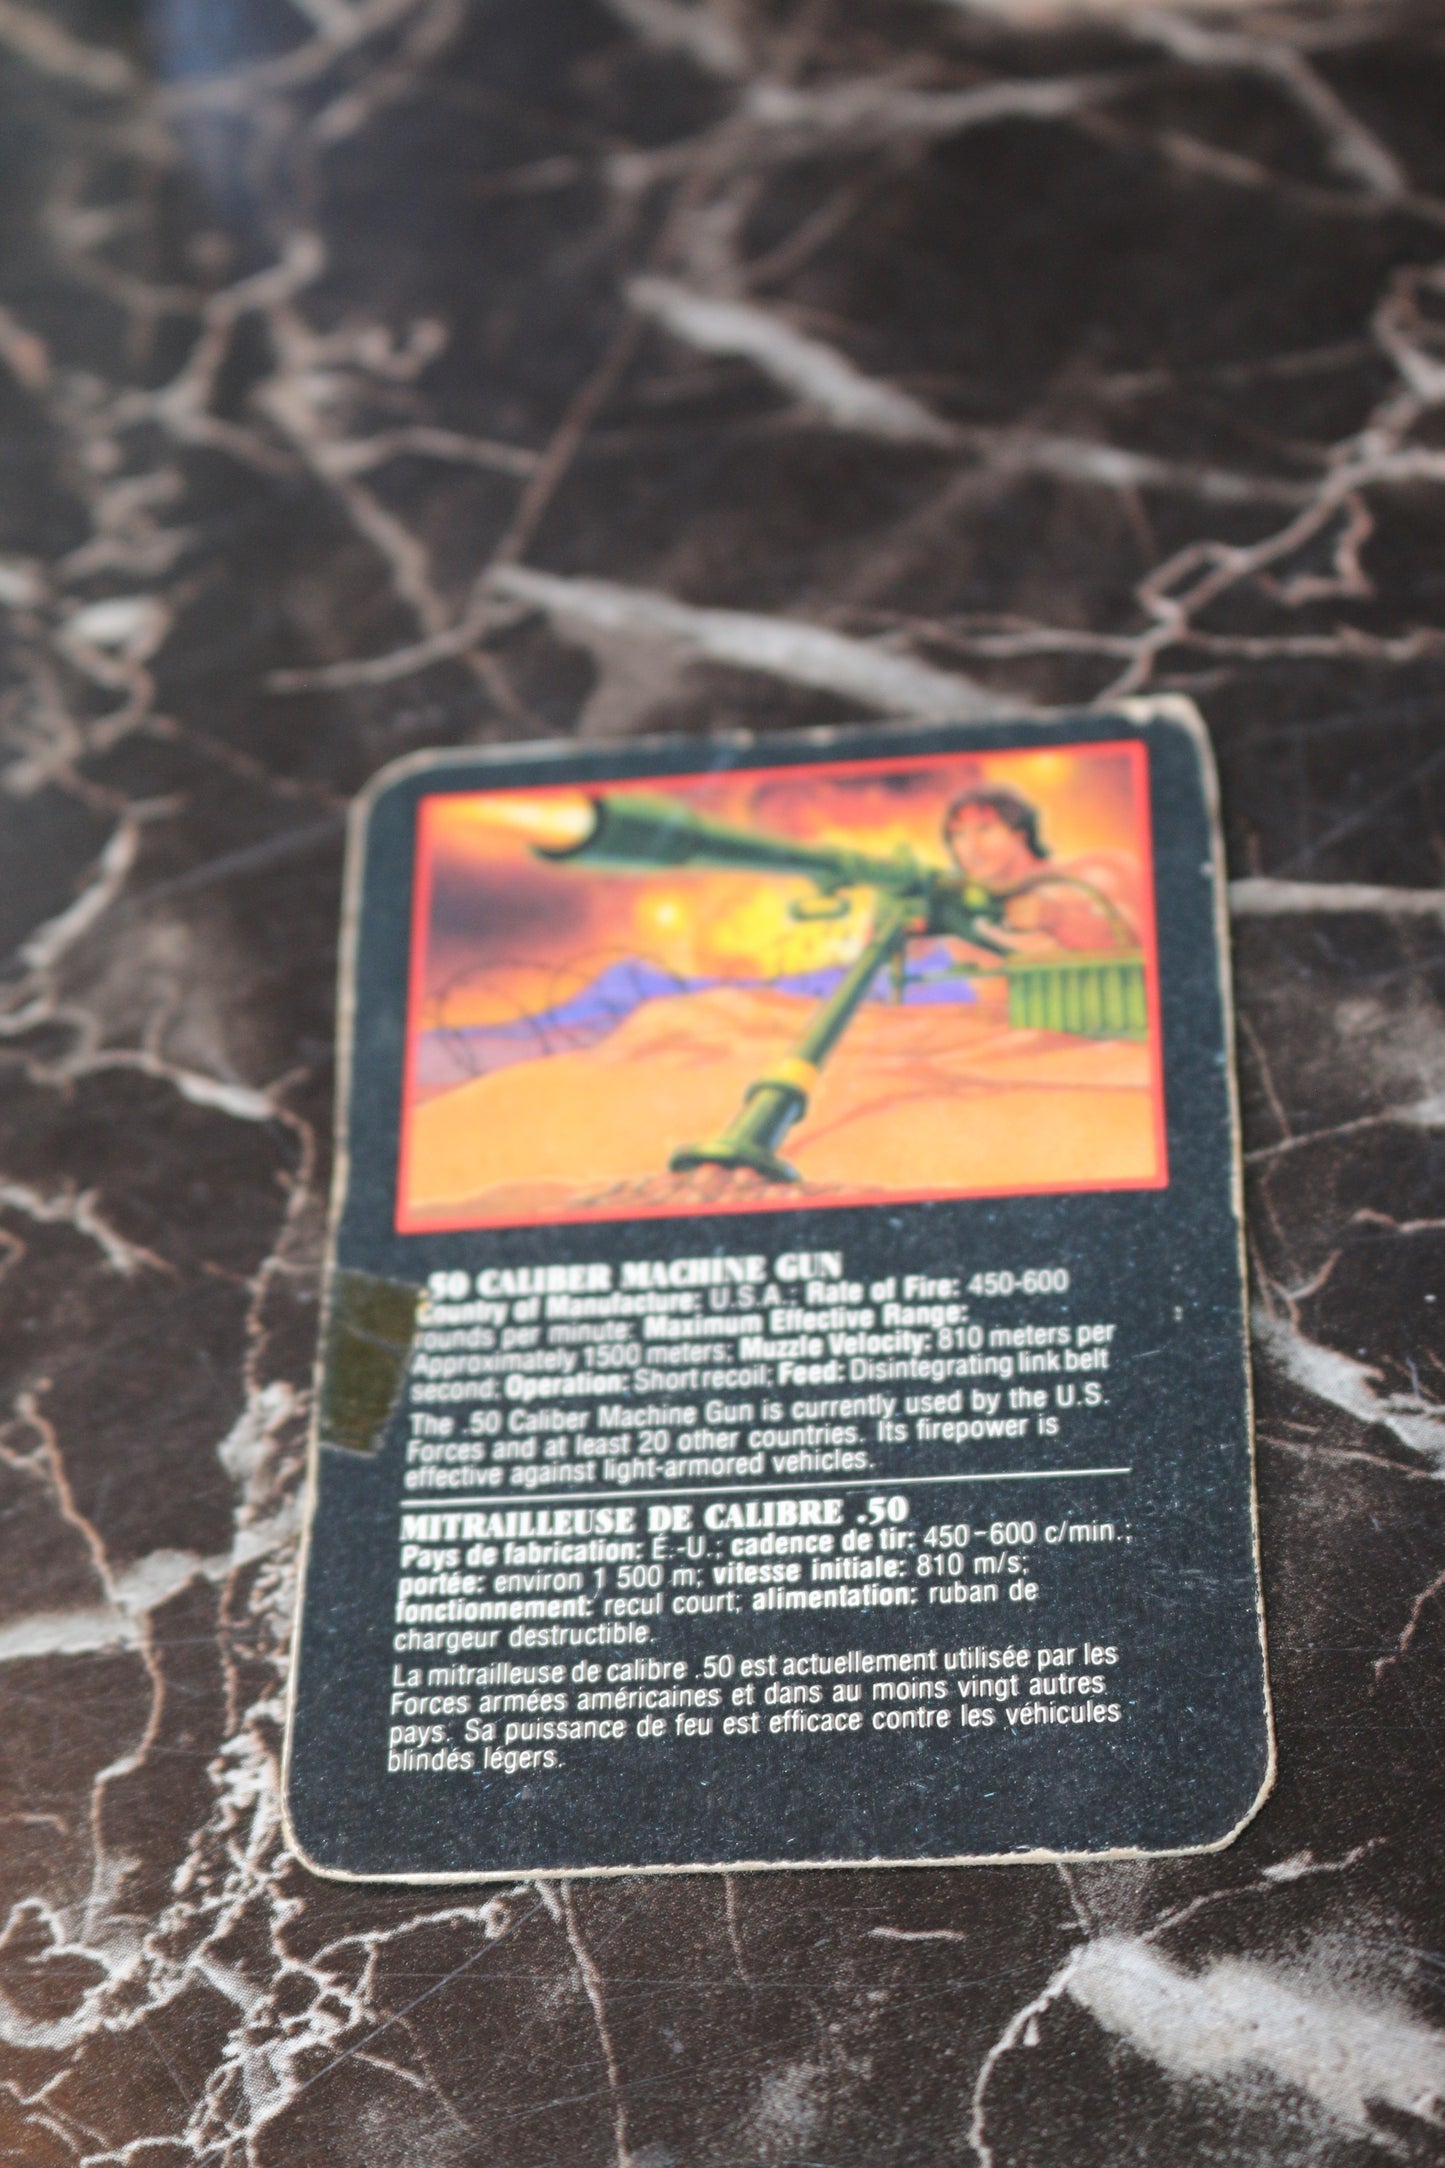 .50 CALIBER MACHINE GUN
Country of Manufacture: U.S.A.; Rate of Fire: 450-600
rounds per minute; Maximum Effective Range:
Approximately 1500 meters; Muzzle Velocity: 810 meters per
second; Operation: Short recoil; Feed: Disintegrating link belt
The .50 Caliber Machine Gun is currently used by the U.S.
Forces and at least 20 other countries. Its firepower is
effective against light-armored vehicles.
MITRAILLEUSE DE CALIBRE .50
Pays de fabrication: É.-U.; cadence de tir: 450-600 c/min.;
portée: environ 1 500 m; vitesse initiale: 810 m/s;
fonctionnement: recul court; alimentation: ruban de
chargeur destructible.
La mitrailleuse de calibre .50 est actuellement utilisée par les
Forces armées américaines et dans au moins vingt autres
pays. Sa puissance de feu est efficace contre les véhicules
blindés légers.